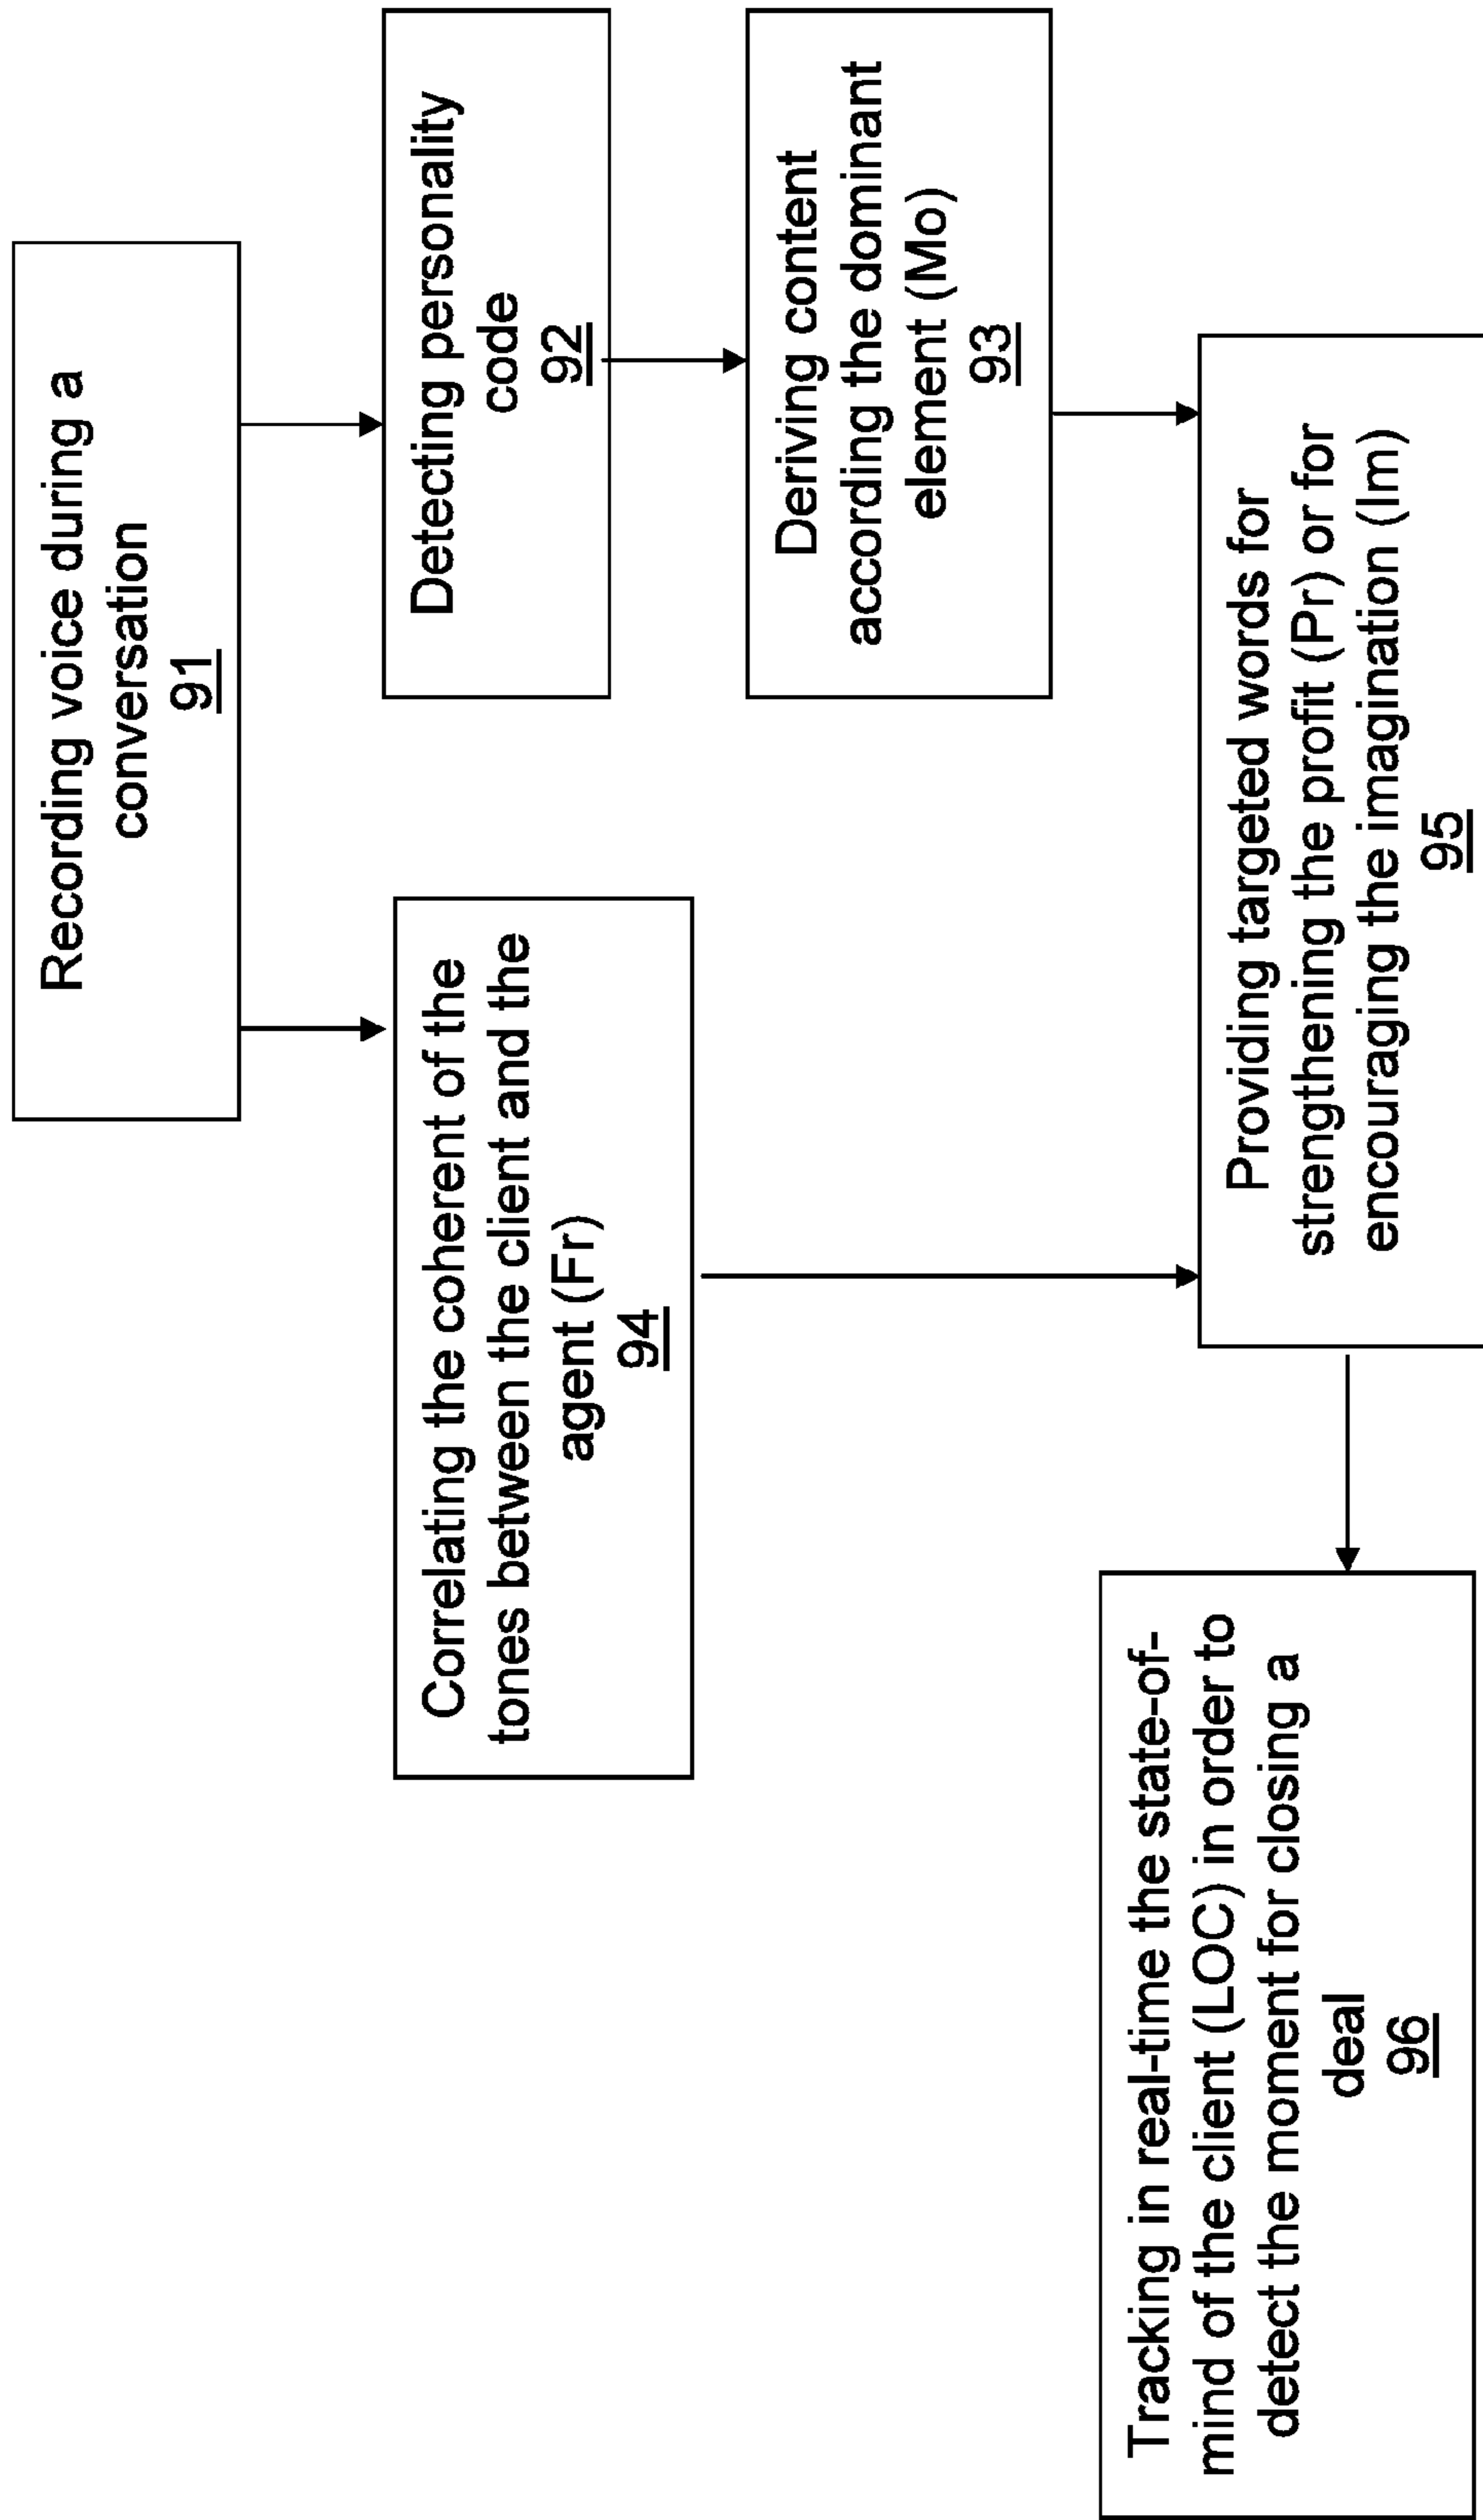 Recording voice during a
conversation
91
Detecting personality
code
92
Deriving content
according the dominant
element (Mo)
93
Correlating the coherent of the
tones between the client and the
agent (Fr)
94
Providing targeted words for
strengthening the profit (Pr) or for
encouraging the imagination (Im)
95
Tracking in real-time the state-of-
mind of the client (LOC) in order to
detect the moment for closing a
deal
96